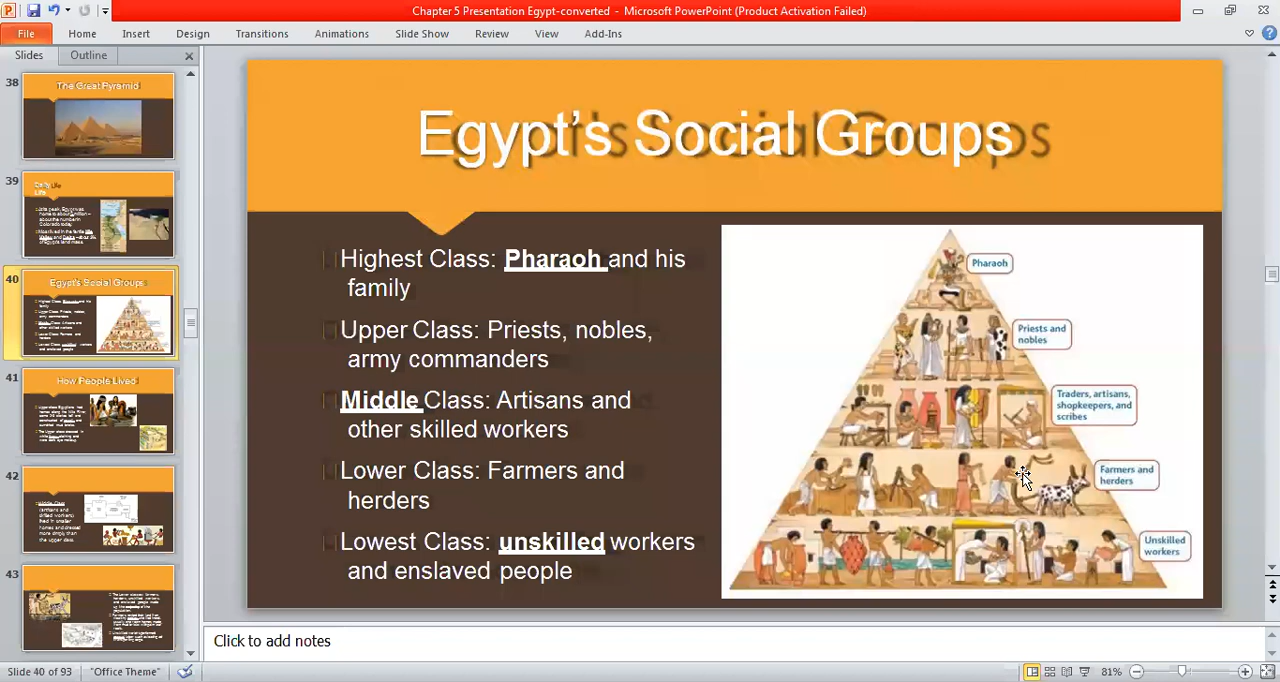 Chapter 5 Presentation Egypt-converted - Microsoft PowerPoint (Product Activation Failed)
File Home Insert Design Transitions Animations Slide Show Review View Add-Ins
Slides Outline
38
The Great Pyramid
39
Daily Life
40
Egypt's Social Groups
41
How People Lived
42
43
Egypt's Social Groups
Highest Class: Pharaoh and his
family
Upper Class: Priests, nobles,
army commanders
Middle Class: Artisans and
other skilled workers
Lower Class: Farmers and
herders
Lowest Class: unskilled workers
and enslaved people
Pharaoh
Priests and
nobles
Traders, artisans,
shopkeepers, and
scribes
Farmers and
herders
Unskilled
workers
Click to add notes
Slide 40 of 93 "Office Theme" 81%